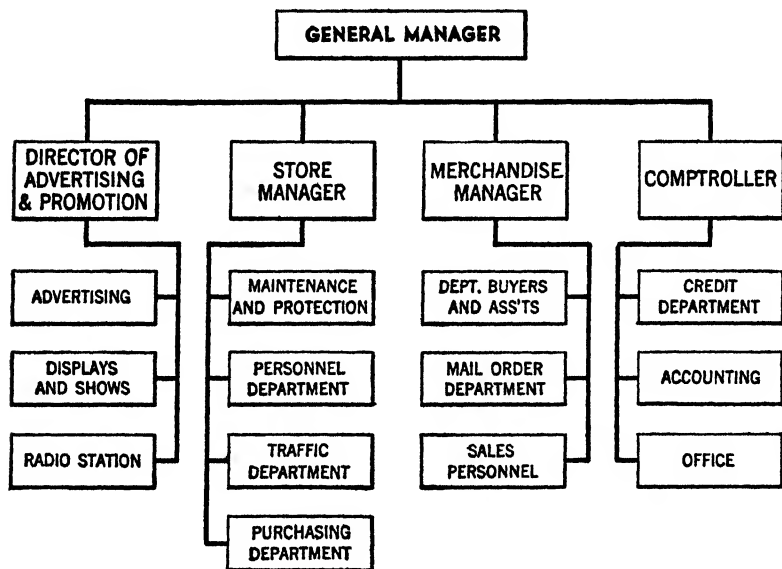 GENERAL MANAGER
DIRECTOR OF
ADVERTISING
& PROMOTION
STORE
MANAGER
MERCHANDISE
MANAGER
COMPTROLLER
ADVERTISING
DISPLAYS
AND SHOWS
RADIO STATION
MAINTENANCE
AND PROTECTION
PERSONNEL
DEPARTMENT
TRAFFIC
DEPARTMENT
PURCHASING
DEPARTMENT
DEPT. BUYERS
AND ASS'TS
MAIL ORDER
DEPARTMENT
SALES
PERSONNEL
CREDIT
DEPARTMENT
ACCOUNTING
OFFICE